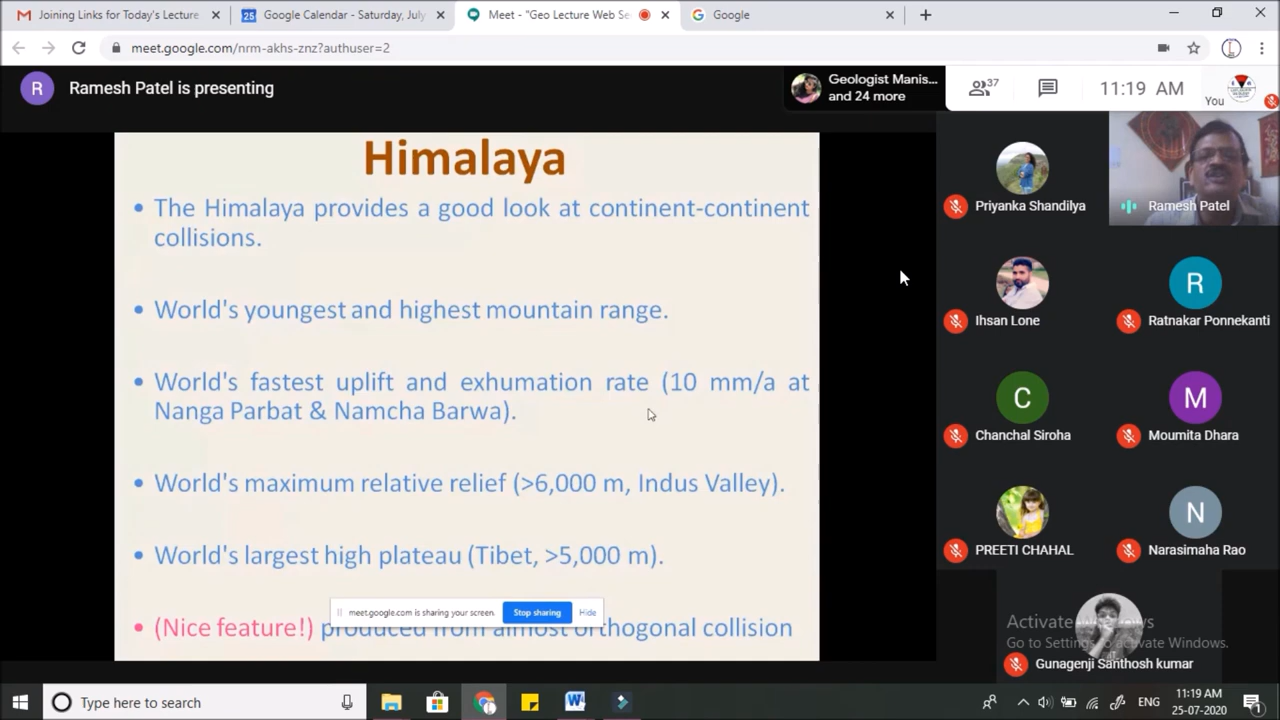 Joining Links for Today's Lecture
Google Calendar - Saturday, July
Meet - "Geo Lecture Web Se
Google
meet.google.com/nrm-akhs-znz?authuser=2
R
Ramesh Patel is presenting
Geologist Manis...
and 24 more
37
11:19 AM
You
Himalaya
• The Himalaya provides a good look at continent-continent
collisions.
• World's youngest and highest mountain range.
• World's fastest uplift and exhumation rate (10 mm/a at
Nanga Parbat & Namcha Barwa).
• World's maximum relative relief (>6,000 m, Indus Valley).
• World's largest high plateau (Tibet, >5,000 m).
meet.google.com is sharing your screen.
Stop sharing
Hide
• (Nice feature!) produced from almost orthogonal collision
Priyanka Shandilya
Ramesh Patel
Ihsan Lone
R
Ratnakar Ponnekanti
C
Chanchal Siroha
M
Moumita Dhara
PREETI CHAHAL
N
Narasimaha Rao
Activate Windows
Go to Settings to activate Windows.
Gunagenji Santhosh kumar
Type here to search
ENG
11:19 AM
25-07-2020
1